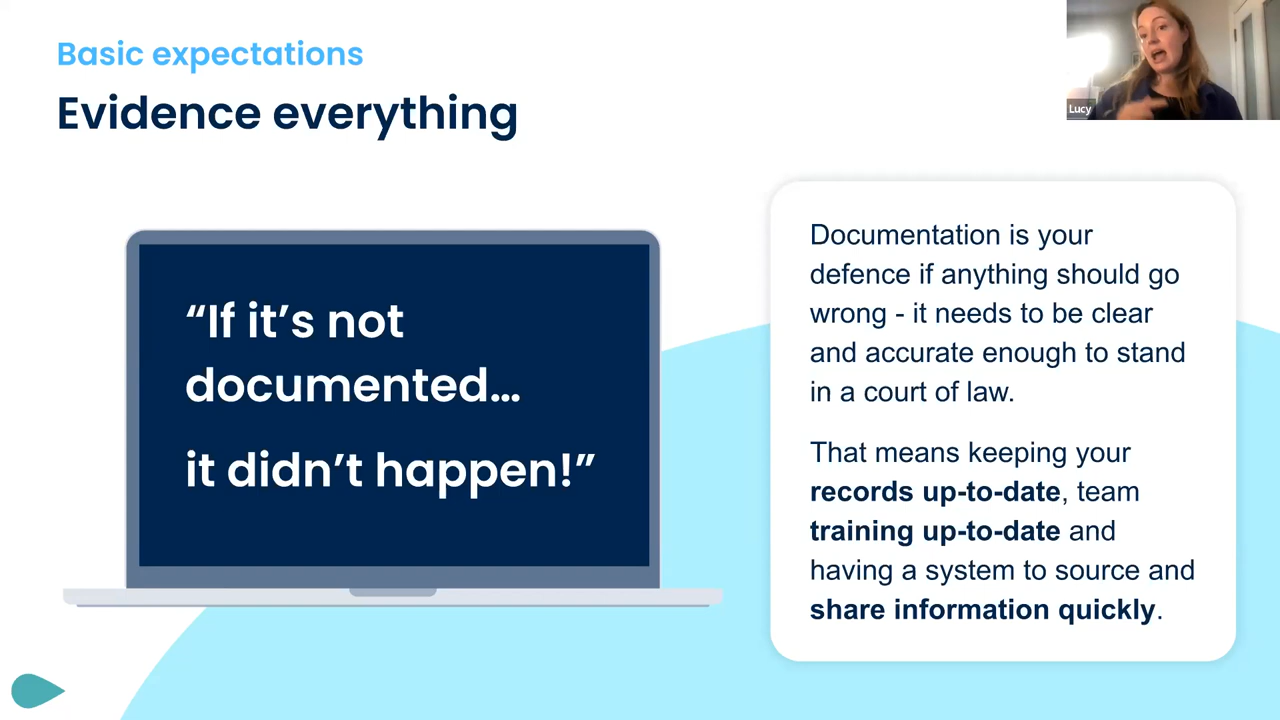 Basic expectations
Evidence everything
Lucy
“If it’s not
documented...
it didn’t happen!”
Documentation is your
defence if anything should go
wrong - it needs to be clear
and accurate enough to stand
in a court of law.
That means keeping your
records up-to-date, team
training up-to-date and
having a system to source and
share information quickly.